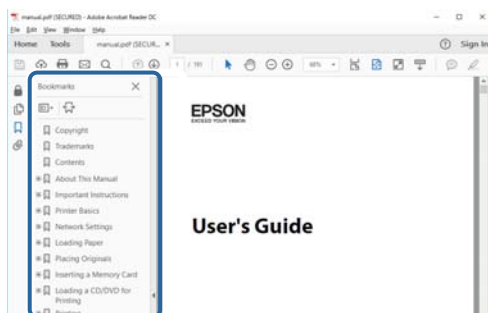 manual.pdf (SECURED) - Adobe Acrobat Reader DC
File Edit View Window Help
Home Tools manual.pdf (SECUR... × Sign In
1 / 191
Bookmarks
Copyright
Trademarks
Contents
About This Manual
Important Instructions
Printer Basics
Network Settings
Loading Paper
Placing Originals
Inserting a Memory Card
Loading a CD/DVD for
Printing
Printing
EPSON
EXCEED YOUR VISION
User's Guide